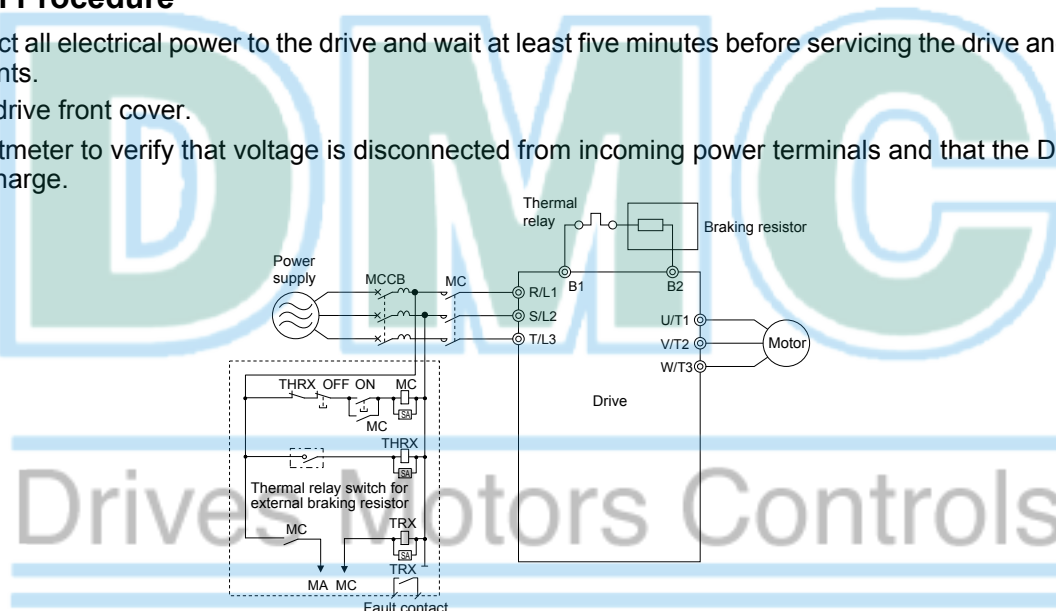 Procedure
ct all electrical power to the drive and wait at least five minutes before servicing the drive an
nts.
drive front cover.
tmeter to verify that voltage is disconnected from incoming power terminals and that the D
harge.
DMC
Thermal
relay
Braking resistor
Power
supply
MCCB
MC
B1
B2
R/L1
S/L2
T/L3
U/T1
V/T2
W/T3
Motor
Drive
THRX OFF ON MC
SA
MC
THRX
SA
Thermal relay switch for
external braking resistor
MC
TRX
SA
MA MC
TRX
Fault contact
Drives Motors Controls